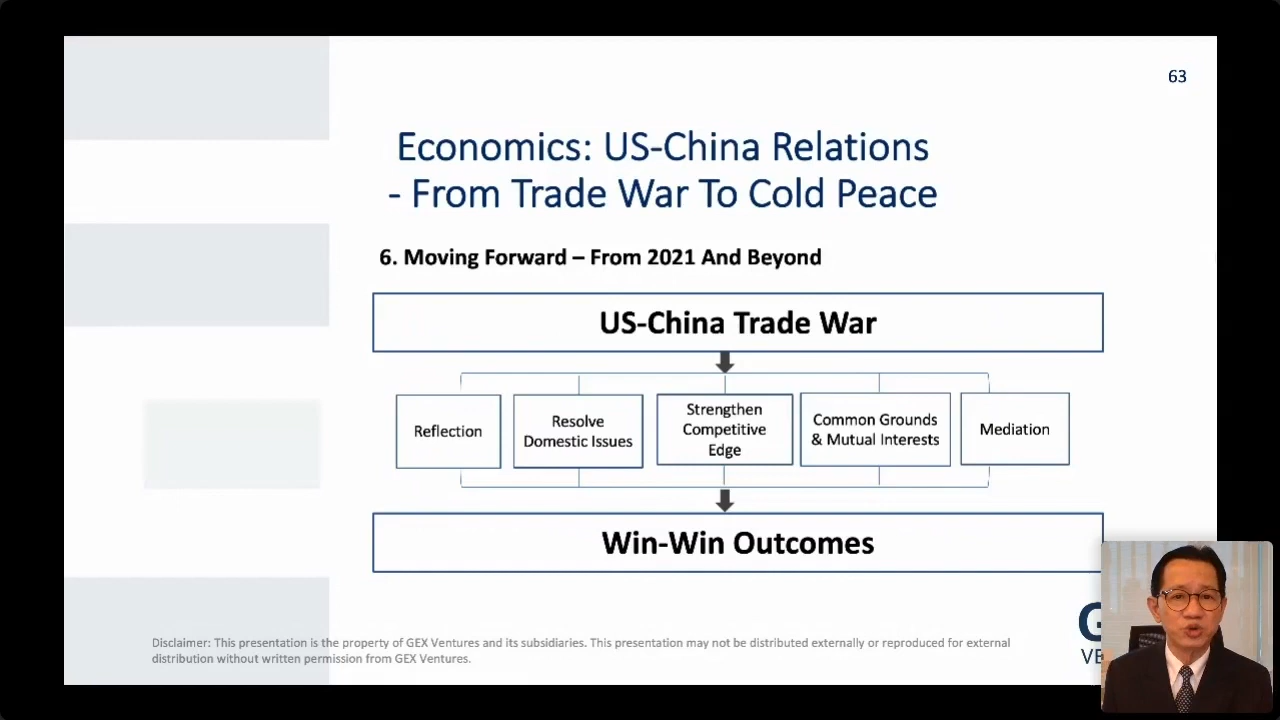 63
Economics: US-China Relations
- From Trade War To Cold Peace
6. Moving Forward – From 2021 And Beyond
US-China Trade War
Reflection
Resolve
Domestic Issues
Strengthen
Competitive
Edge
Common Grounds
& Mutual Interests
Mediation
Win-Win Outcomes
Disclaimer: This presentation is the property of GEX Ventures and its subsidiaries. This presentation may not be distributed externally or reproduced for external
distribution without written permission from GEX Ventures.